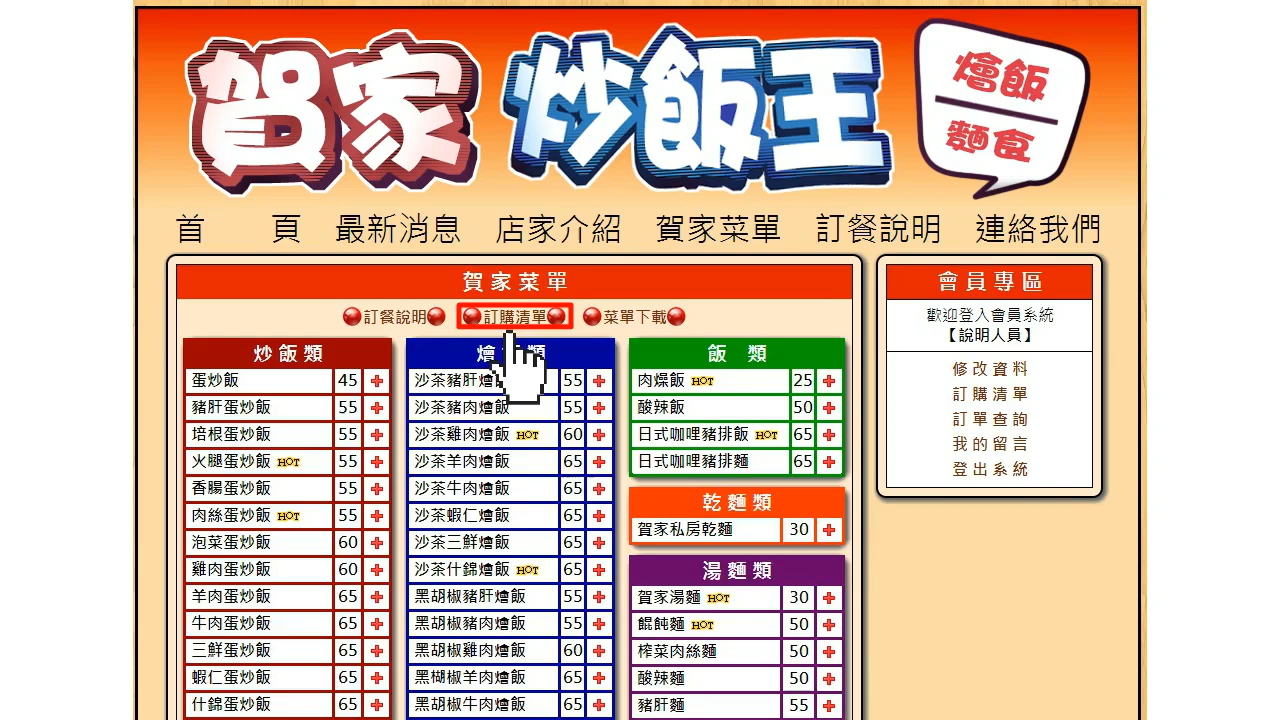 賀家 炒飯王
燴飯
麵食
首 頁 最新消息 店家介紹 賀家菜單 訂餐說明 連絡我們
賀家菜單
訂餐說明 訂購清單 菜單下載
炒飯類
蛋炒飯 45
豬肝蛋炒飯 55
培根蛋炒飯 55
火腿蛋炒飯 HOT 55
香腸蛋炒飯 55
肉絲蛋炒飯 HOT 55
泡菜蛋炒飯 60
雞肉蛋炒飯 60
羊肉蛋炒飯 65
牛肉蛋炒飯 65
三鮮蛋炒飯 65
蝦仁蛋炒飯 65
什錦蛋炒飯 65
燴 類
沙茶豬肝燴 55
沙茶豬肉燴飯 55
沙茶雞肉燴飯 HOT 60
沙茶羊肉燴飯 65
沙茶牛肉燴飯 65
沙茶蝦仁燴飯 65
沙茶三鮮燴飯 65
沙茶什錦燴飯 HOT 65
黑胡椒豬肝燴飯 55
黑胡椒豬肉燴飯 55
黑胡椒雞肉燴飯 60
黑楜椒羊肉燴飯 65
黑胡椒牛肉燴飯 65
飯 類
肉燥飯 HOT 25
酸辣飯 50
日式咖哩豬排飯 HOT 65
日式咖哩豬排麵 65
乾麵類
賀家私房乾麵 30
湯麵類
賀家湯麵 HOT 30
餛飩麵 HOT 50
榨菜肉絲麵 50
酸辣麵 50
豬肝麵 55
會員專區
歡迎登入會員系統
【說明人員】
修改資料
訂購清單
訂單查詢
我的留言
登出系統